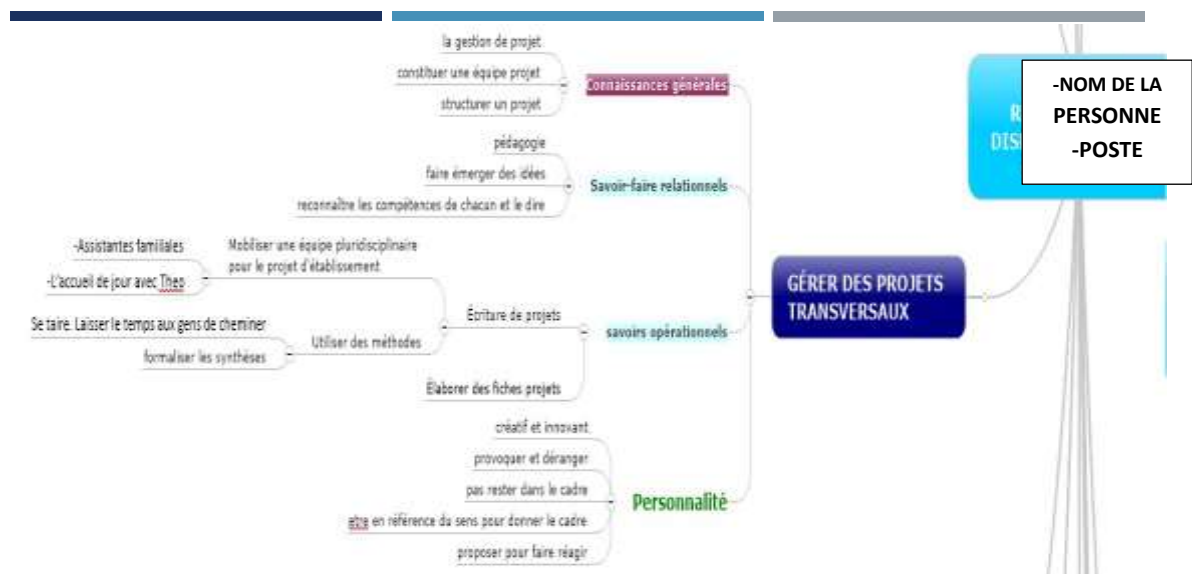 la gestion de projet
constituer une équipe projet
structurer un projet
Connaissances générales
pédagogie
faire émerger des idées
reconnaître les compétences de chacun et le dire
Savoir-faire relationnels
-Assistantes familiales
-L'accueil de jour avec Theo
Mobiliser une équipe pluridisciplinaire
pour le projet d'établissement
Se taire. Laisser le temps aux gens de cheminer
formaliser les synthèses
Utiliser des méthodes
Écriture de projets
Élaborer des fiches projets
savoirs opérationnels
créatif et innovant
provoquer et déranger
pas rester dans le cadre
etre en référence du sens pour donner le cadre
proposer pour faire réagir
Personnalité
GÉRER DES PROJETS
TRANSVERSAUX
-NOM DE LA
PERSONNE
-POSTE